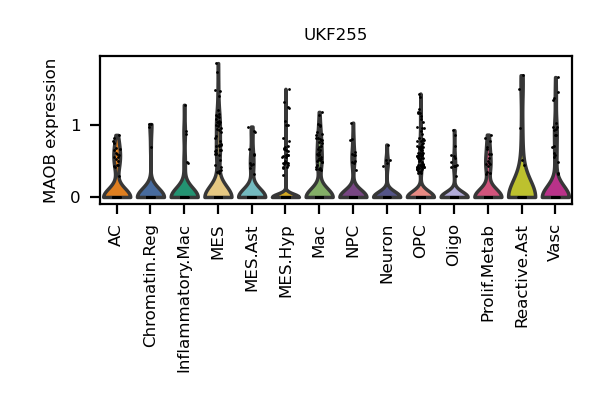 UKF255
MAOB expression
1
0
AC
Chromatin.Reg
Inflammatory.Mac
MES
MES.Ast
MES.Hyp
Mac
NPC
Neuron
OPC
Oligo
Prolif.Metab
Reactive.Ast
Vasc